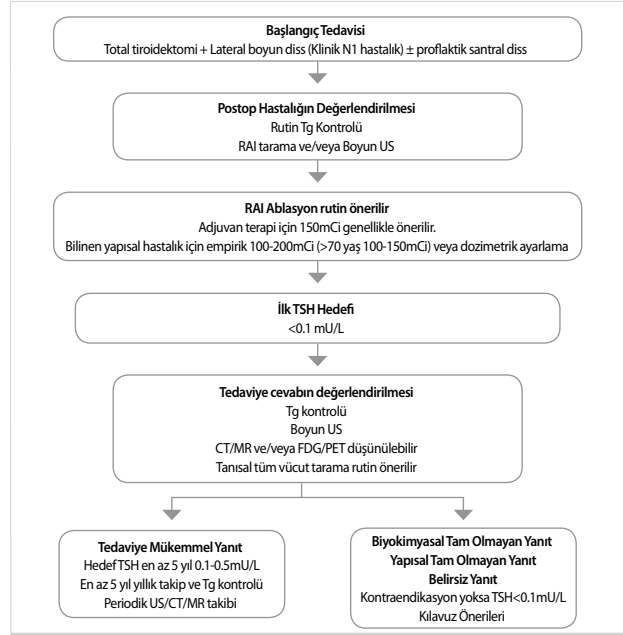 Başlangıç Tedavisi
Total tiroidektomi + Lateral boyun diss (Klinik N1 hastalık) ± proflaktik santral diss
Postop Hastalığın Değerlendirilmesi
Rutin Tg Kontrolü
RAI tarama ve/veya Boyun US
RAI Ablasyon rutin önerilir
Adjuvan terapi için 150mCi genellikle önerilir.
Bilinen yapısal hastalık için empirik 100-200mCi (>70 yaş 100-150mCi) veya dozimetrik ayarlama
İlk TSH Hedefi
<0.1 mU/L
Tedaviye cevabın değerlendirilmesi
Tg kontrolü
Boyun US
CT/MR ve/veya FDG/PET düşünülebilir
Tanısal tüm vücut tarama rutin önerilir
Tedaviye Mükemmel Yanıt
Hedef TSH en az 5 yıl 0.1-0.5mU/L
En az 5 yıl yıllık takip ve Tg kontrolü
Periodik US/CT/MR takibi
Biyokimyasal Tam Olmayan Yanıt
Yapısal Tam Olmayan Yanıt
Belirsiz Yanıt
Kontraendikasyon yoksa TSH<0.1mU/L
Kılavuz Önerileri